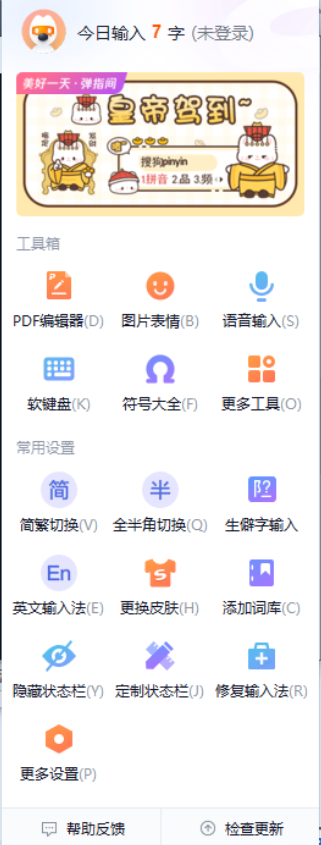 今日输入 7 字 (未登录)
美好一天·弹指间
皇帝驾到~
搜狗pinyin
1拼音 2品 3.频
工具箱
PDF编辑器(D) 图片表情(B) 语音输入(S)
软键盘(K) 符号大全(F) 更多工具(O)
常用设置
简 半
简繁切换(V) 全半角切换(Q) 生僻字输入
En S
英文输入法(E) 更换皮肤(H) 添加词库(C)
隐藏状态栏(Y) 定制状态栏(J) 修复输入法(R)
更多设置(P)
帮助反馈 检查更新